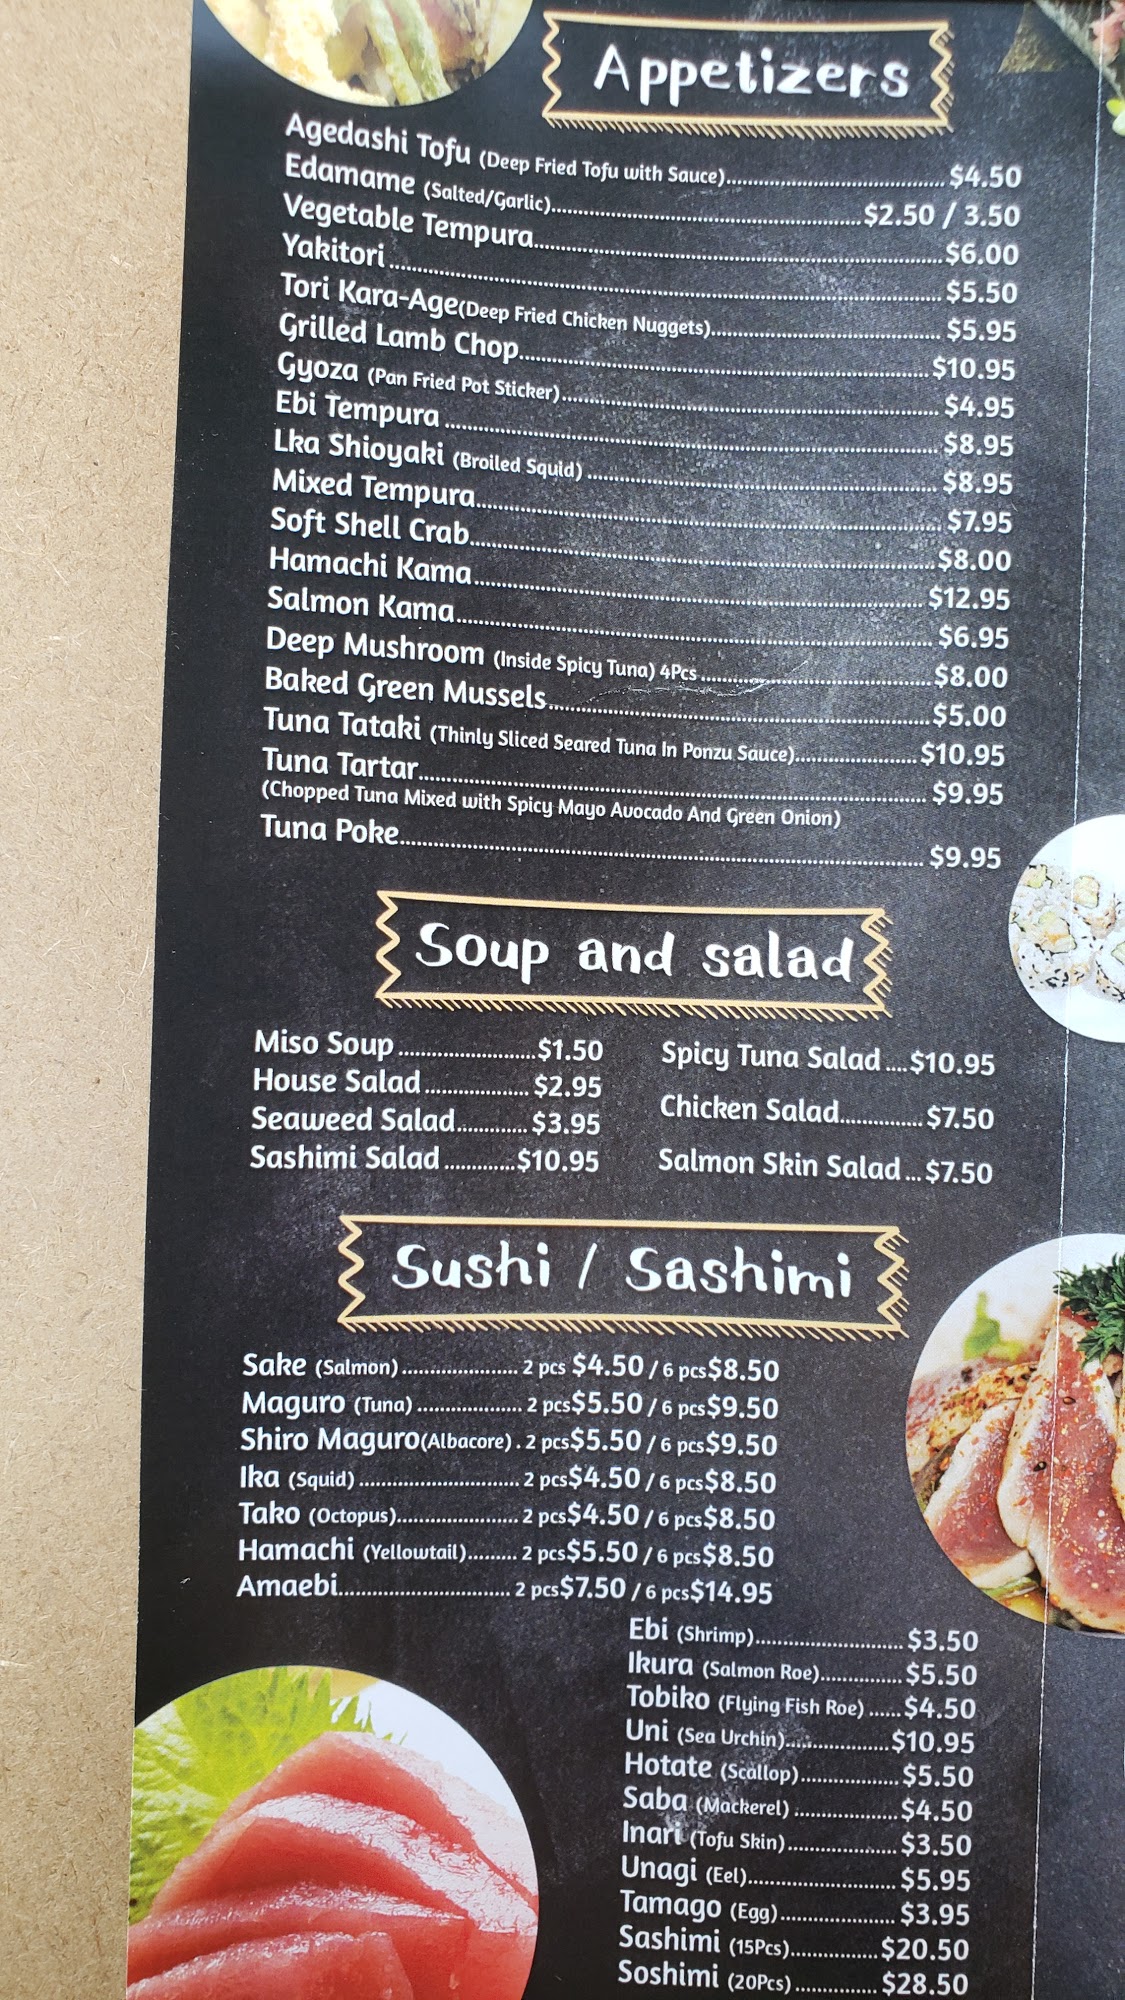 Appetizers
Agedashi Tofu (Deep Fried Tofu with Sauce)........ $4.50
Edamame (Salted/Garlic)........ $2.50 / 3.50
Vegetable Tempura........ $6.00
Yakitori ........ $5.50
Tori Kara-Age(Deep Fried Chicken Nuggets)........ $5.95
Grilled Lamb Chop........ $10.95
Gyoza (Pan Fried Pot Sticker)........ $4.95
Ebi Tempura ........ $8.95
Lka Shioyaki (Broiled Squid) ........ $8.95
Mixed Tempura........ $7.95
Soft Shell Crab........ $8.00
Hamachi Kama........ $12.95
Salmon Kama........ $6.95
Deep Mushroom (Inside Spicy Tuna) 4Pcs ........ $8.00
Baked Green Mussels........ $5.00
Tuna Tataki (Thinly Sliced Seared Tuna In Ponzu Sauce)........ $10.95
Tuna Tartar........ $9.95
(Chopped Tuna Mixed with Spicy Mayo Avocado And Green Onion)
Tuna Poke........ $9.95
Soup and salad
Miso Soup ........ $1.50
House Salad ........ $2.95
Seaweed Salad........ $3.95
Sashimi Salad ........ $10.95
Spicy Tuna Salad .... $10.95
Chicken Salad........ $7.50
Salmon Skin Salad ... $7.50
Sushi / Sashimi
Sake (Salmon) ........ 2 pcs $4.50 / 6 pcs $8.50
Maguro (Tuna) ........ 2 pcs $5.50 / 6 pcs $9.50
Shiro Maguro(Albacore) . 2 pcs $5.50 / 6 pcs $9.50
Ika (Squid) ........ 2 pcs $4.50 / 6 pcs $8.50
Tako (Octopus)........ 2 pcs $4.50 / 6 pcs $8.50
Hamachi (Yellowtail)........ 2 pcs $5.50 / 6 pcs $8.50
Amaebi........ 2 pcs $7.50 / 6 pcs $14.95
Ebi (Shrimp)........ $3.50
Ikura (Salmon Roe)........ $5.50
Tobiko (Flying Fish Roe) ...... $4.50
Uni (Sea Urchin)........ $10.95
Hotate (Scallop)........ $5.50
Saba (Mackerel) ........ $4.50
Inari (Tofu Skin)........ $3.50
Unagi (Eel)........ $5.95
Tamago (Egg)........ $3.95
Sashimi (15Pcs)........ $20.50
Soshimi (20Pcs) ........ $28.50